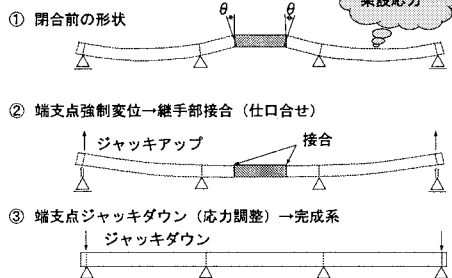 架設応力
θ θ
① 閉合前の形状
② 端支点強制変位→継手部接合（仕口合せ）
ジャッキアップ 接合
③ 端支点ジャッキダウン（応力調整）→完成系
ジャッキダウン